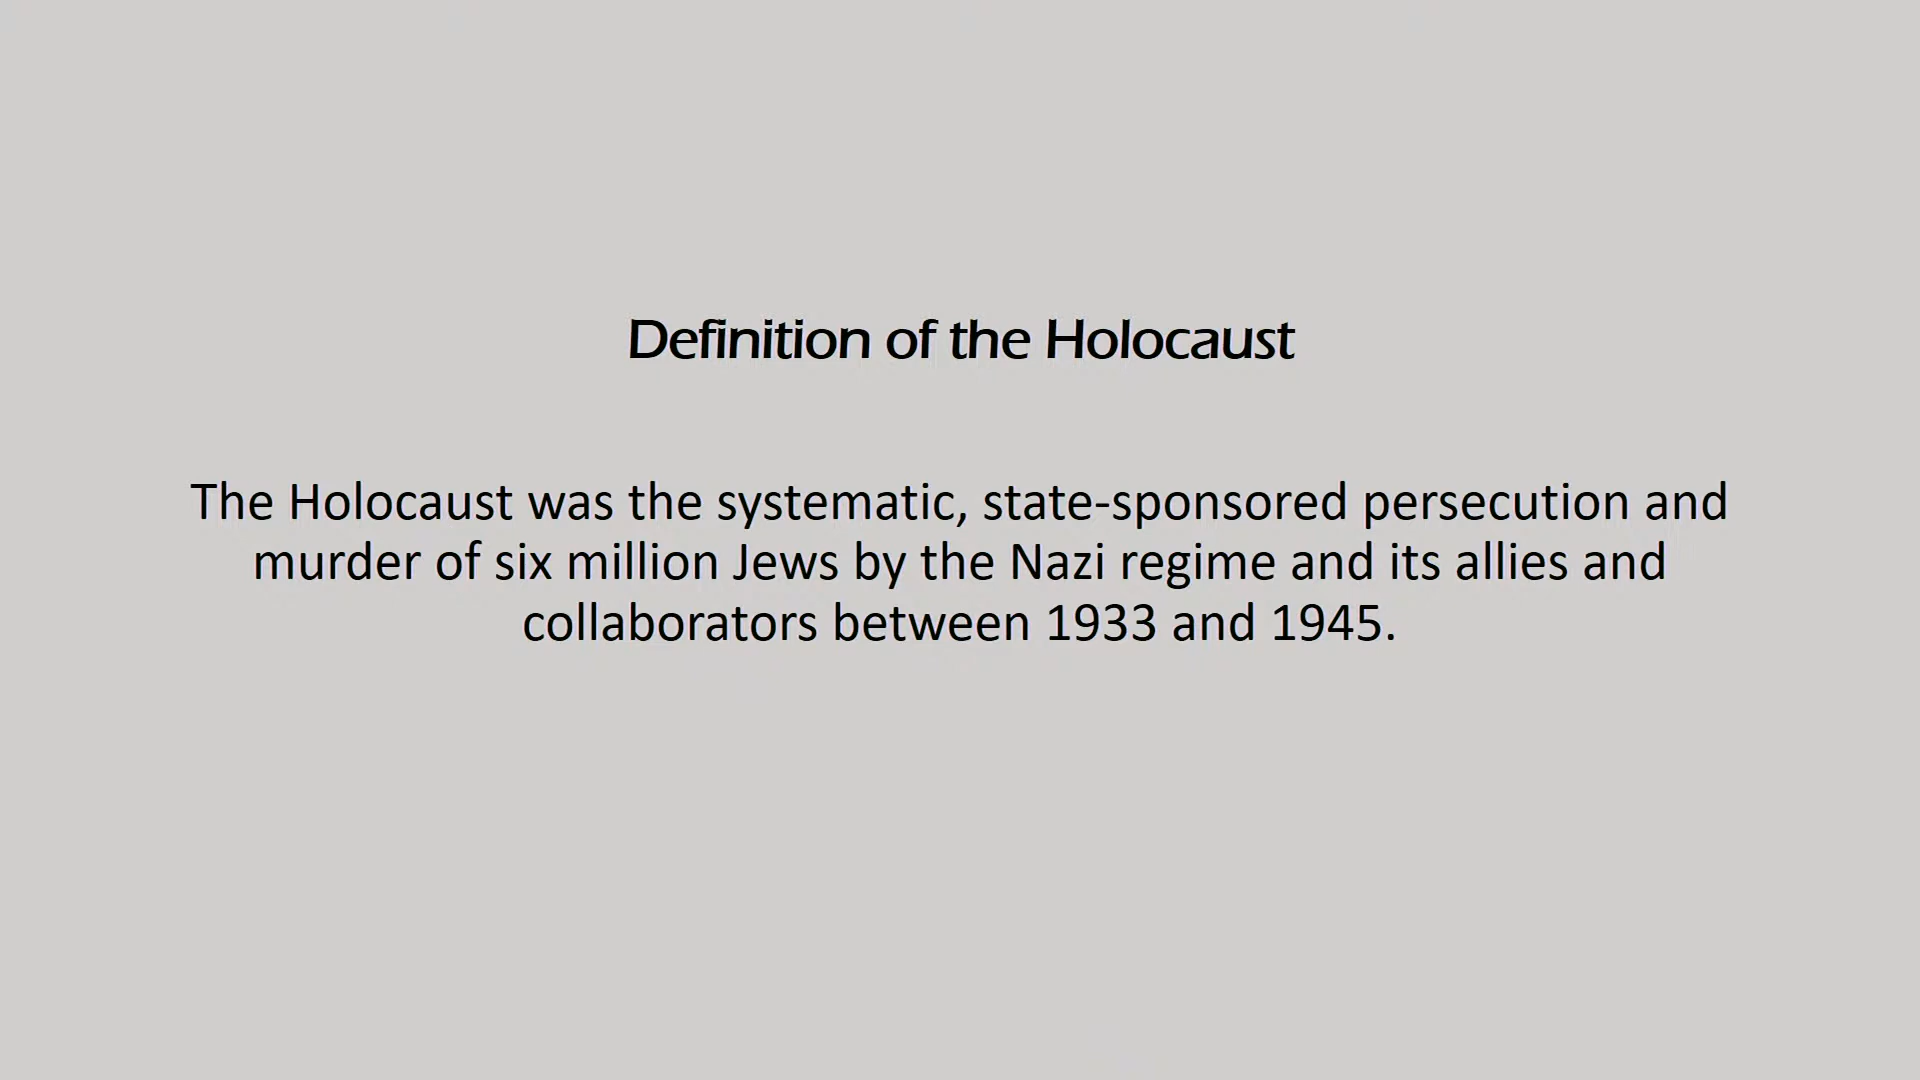 Definition of the Holocaust
The Holocaust was the systematic, state-sponsored persecution and
murder of six million Jews by the Nazi regime and its allies and
collaborators between 1933 and 1945.